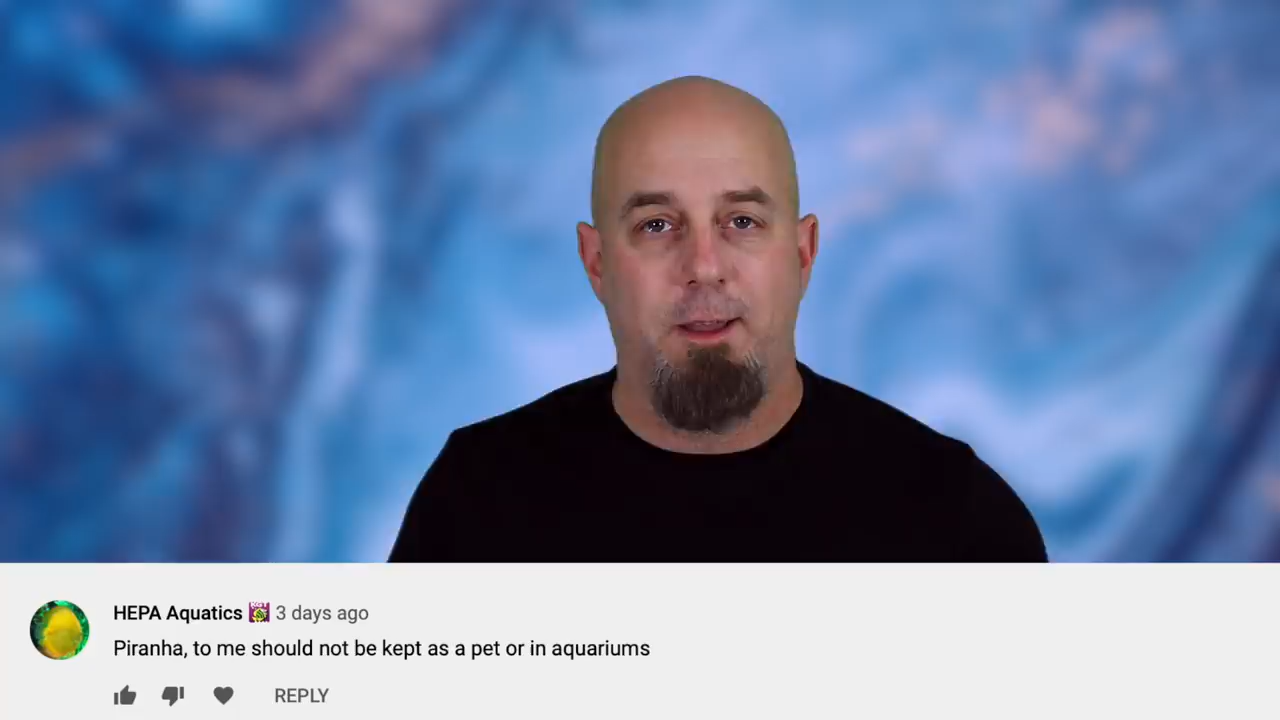 HEPA Aquatics 3 days ago
Piranha, to me should not be kept as a pet or in aquariums
REPLY